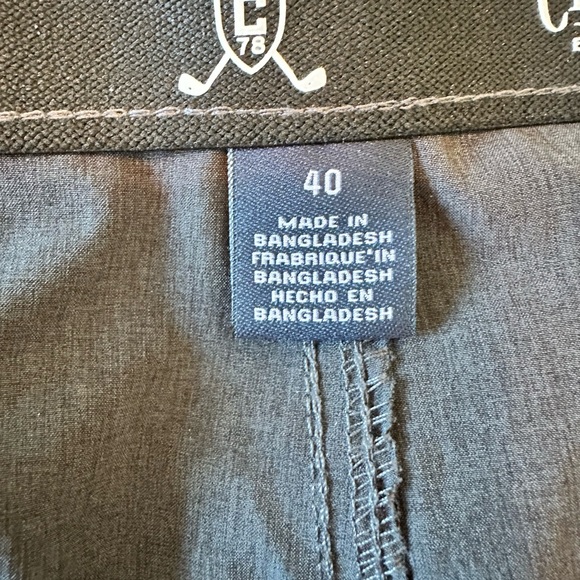 C
78
40
MADE IN
BANGLADESH
FRABRIQUE'IN
BANGLADESH
HECHO EN
BANGLADESH